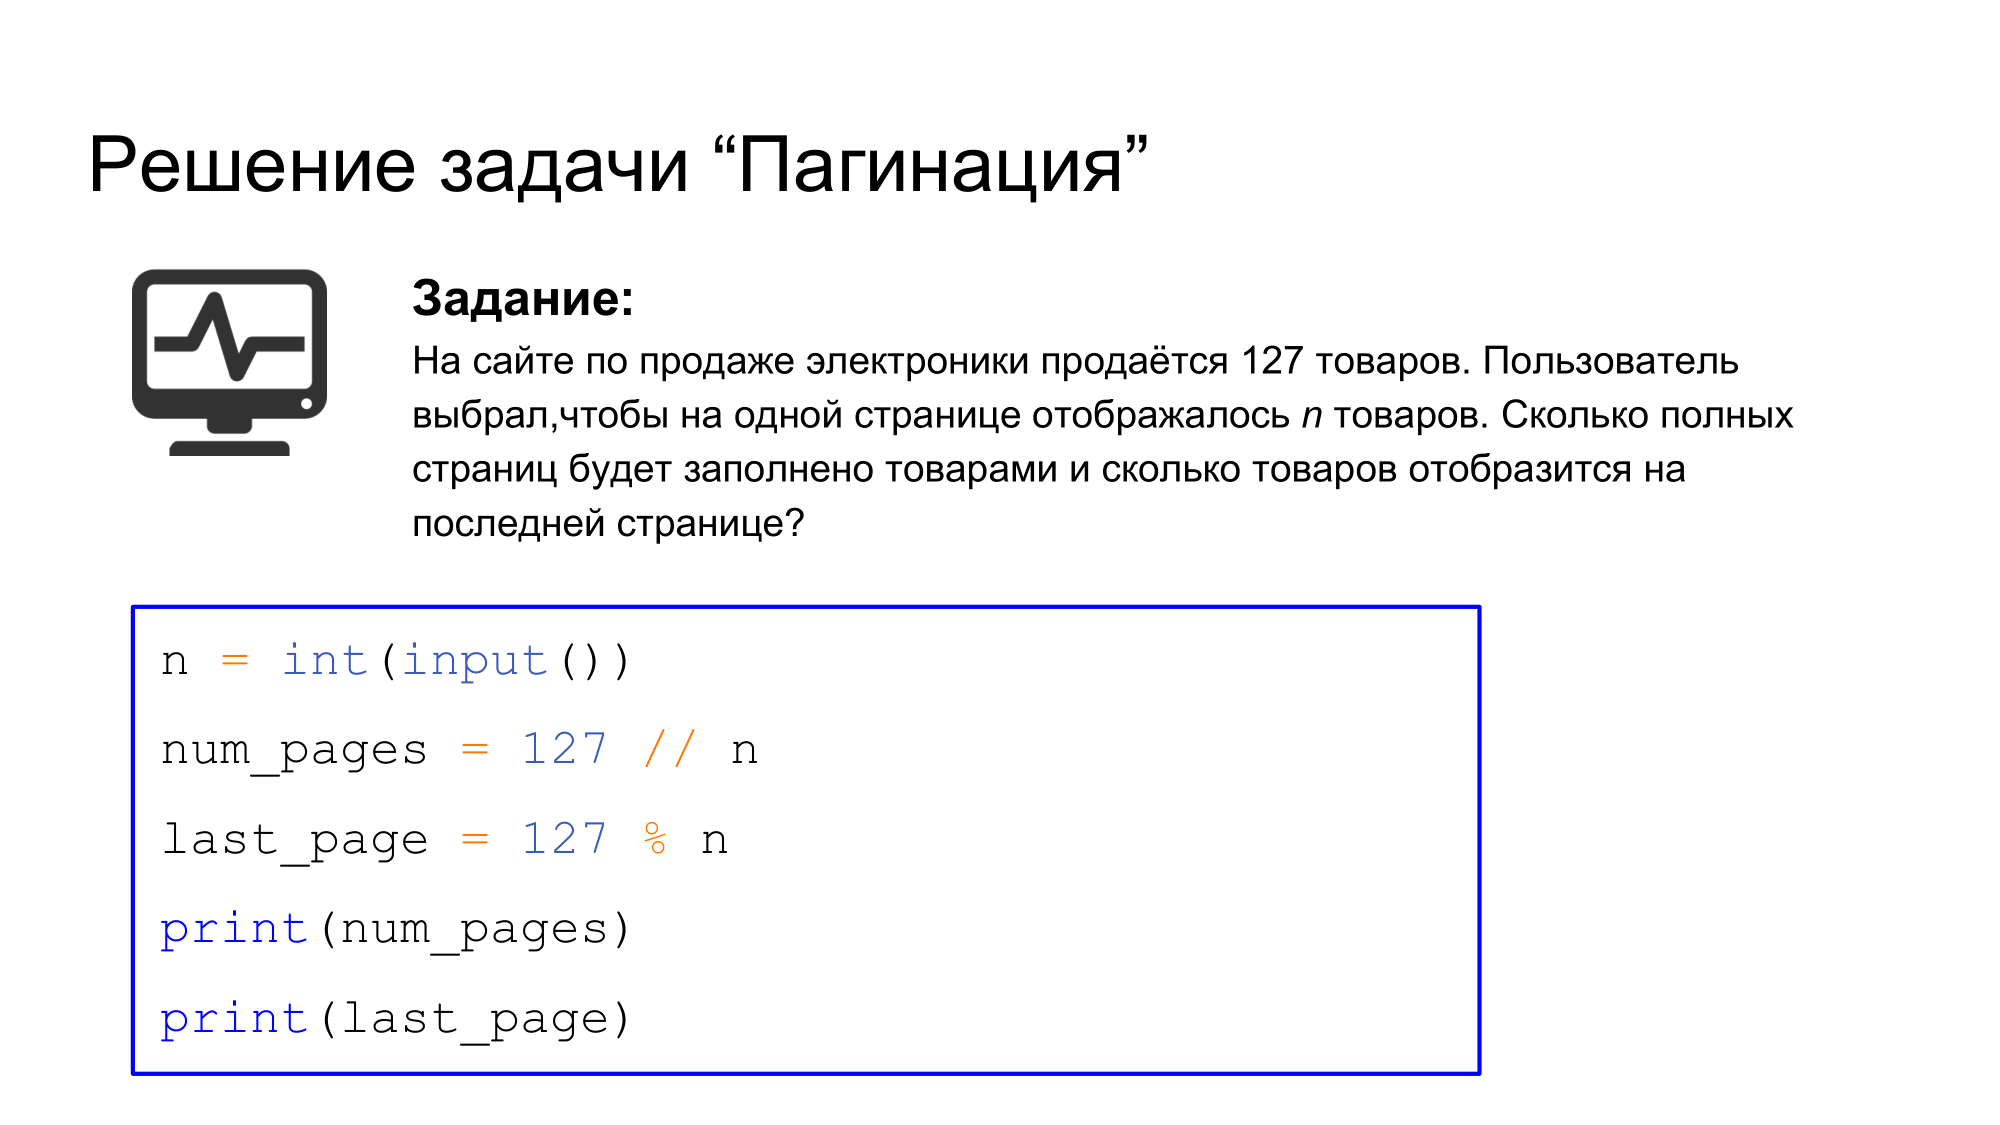 Решение задачи “Пагинация”
Задание:
На сайте по продаже электроники продаётся 127 товаров. Пользователь
выбрал,чтобы на одной странице отображалось n товаров. Сколько полных
страниц будет заполнено товарами и сколько товаров отобразится на
последней странице?
n = int(input())
num_pages = 127 // n
last_page = 127 % n
print(num_pages)
print(last_page)